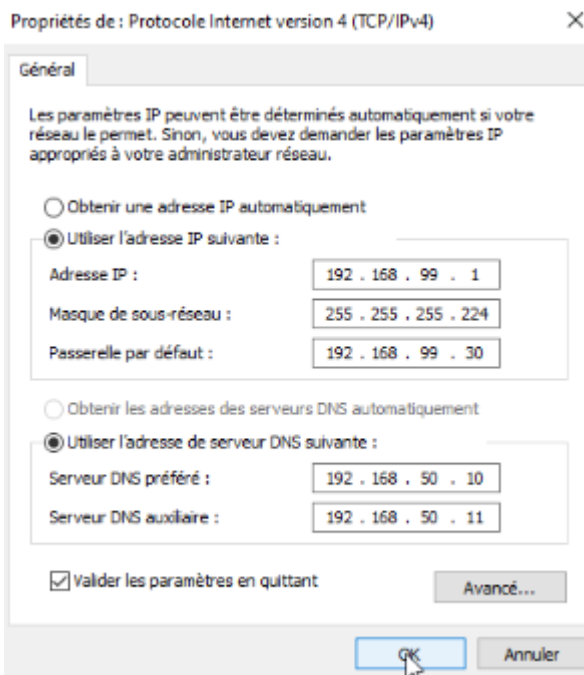 Propriétés de : Protocole Internet version 4 (TCP/IPv4)
Général
Les paramètres IP peuvent être déterminés automatiquement si votre
réseau le permet. Sinon, vous devez demander les paramètres IP
appropriés à votre administrateur réseau.
Obtenir une adresse IP automatiquement
Utiliser l'adresse IP suivante :
Adresse IP : 192 . 168 . 99 . 1
Masque de sous-réseau : 255 . 255 . 255 . 224
Passerelle par défaut : 192 . 168 . 99 . 30
Obtenir les adresses des serveurs DNS automatiquement
Utiliser l'adresse de serveur DNS suivante :
Serveur DNS préféré : 192 . 168 . 50 . 10
Serveur DNS auxiliaire : 192 . 168 . 50 . 11
Valider les paramètres en quittant
Avancé...
OK Annuler